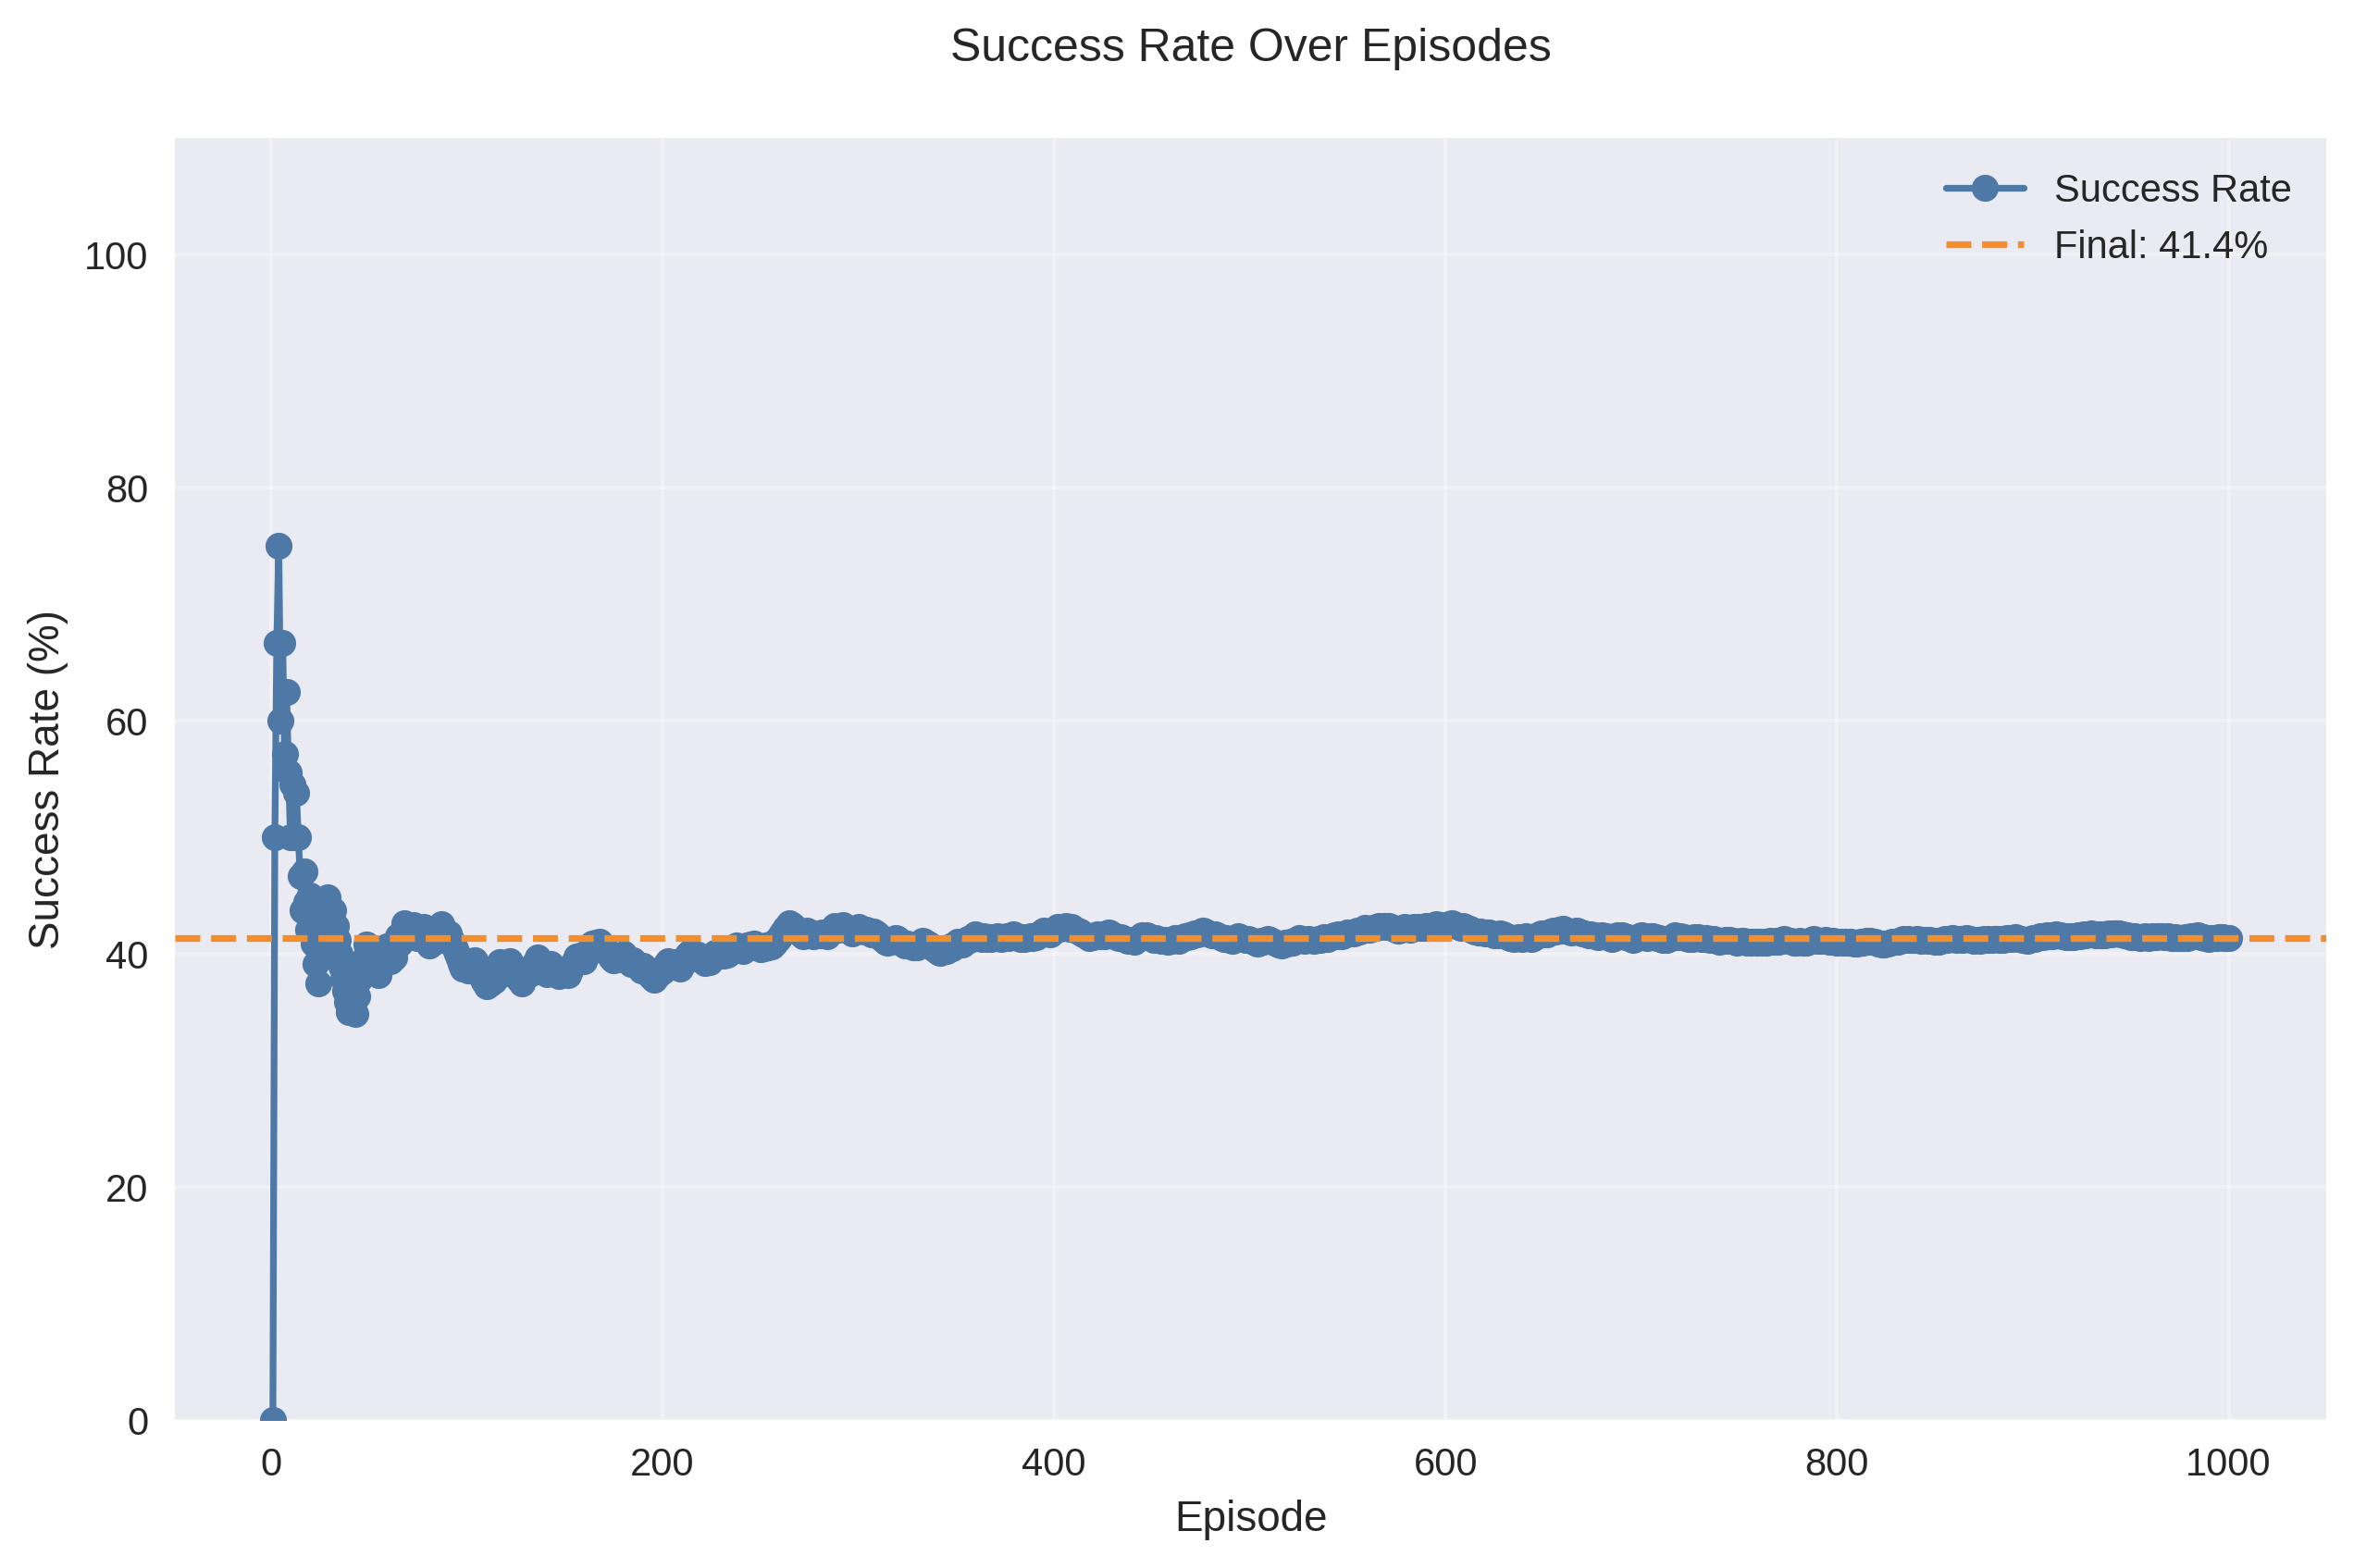 Success Rate Over Episodes
Success Rate
Final: 41.4%
100
80
60
40
20
0
Success Rate (%)
0 200 400 600 800 1000
Episode